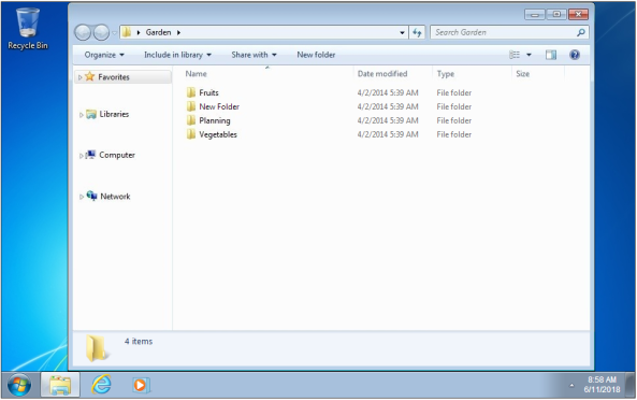 Recycle Bin
Garden
Search Garden
Organize Include in library Share with New folder
Name Date modified Type Size
Favorites
Libraries
Computer
Network
Fruits 4/2/2014 5:39 AM File folder
New Folder 4/2/2014 5:39 AM File folder
Planning 4/2/2014 5:39 AM File folder
Vegetables 4/2/2014 5:39 AM File folder
4 items
8:58 AM
6/11/2018